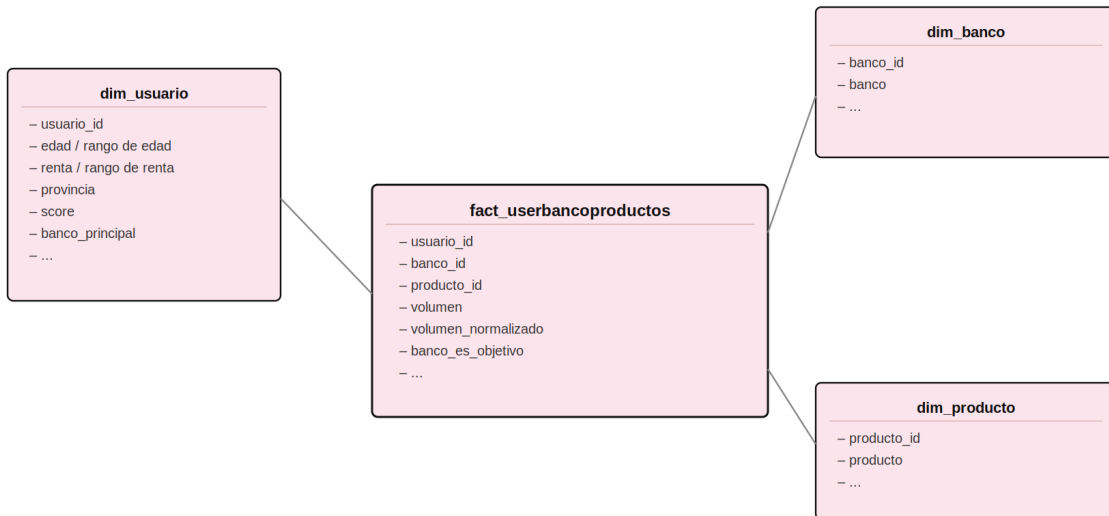 dim_usuario
– usuario_id
– edad / rango de edad
– renta / rango de renta
– provincia
– score
– banco_principal
– ...
fact_userbancoproductos
– usuario_id
– banco_id
– producto_id
– volumen
– volumen_normalizado
– banco_es_objetivo
– ...
dim_banco
– banco_id
– banco
– ...
dim_producto
– producto_id
– producto
– ...